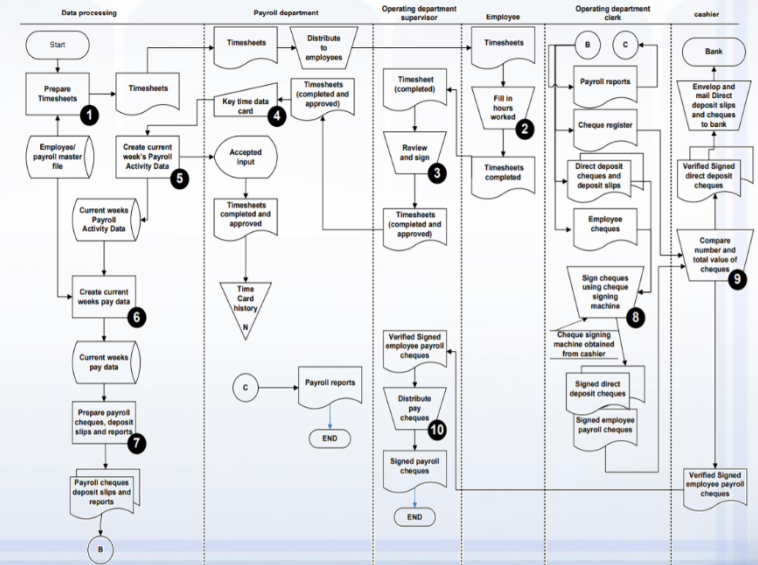 Data processing
Payroll department
Operating department
supervisor
Employee
Operating department
clerk
cashier
Start
Prepare
Timesheets
1
Timesheets
Employee/
payroll master
file
Create current
week's Payroll
Activity Data
5
Current weeks
Payroll
Activity Data
Create current
weeks pay data
6
Current weeks
pay data
Prepare payroll
cheques, deposit
slips and reports
7
Payroll cheques
deposit slips and
reports
B
Timesheets
Distribute
to
employees
Key time data
card
4
Timesheets
(completed and
approved)
Accepted
input
Timesheets
completed and
approved
Time
Card
history
N
C
Payroll reports
END
Timesheet
(completed)
Review
and sign
3
Timesheets
(completed and
approved)
Verified Signed
employee payroll
cheques
Distribute
pay
cheques
10
Signed payroll
cheques
END
Timesheets
Fill in
hours
worked
2
Timesheets
completed
B
C
Payroll reports
Cheque register
Direct deposit
cheques and
deposit slips
Employee
cheques
Sign cheques
using cheque
signing
machine
8
Cheque signing
machine obtained
from cashier
Signed direct
deposit cheques
Signed employee
payroll cheques
Bank
Envelop and
mail Direct
deposit slips
and cheques
to bank
Verified Signed
direct deposit
cheques
Compare
number and
total value of
cheques
9
Verified Signed
employee payroll
cheques